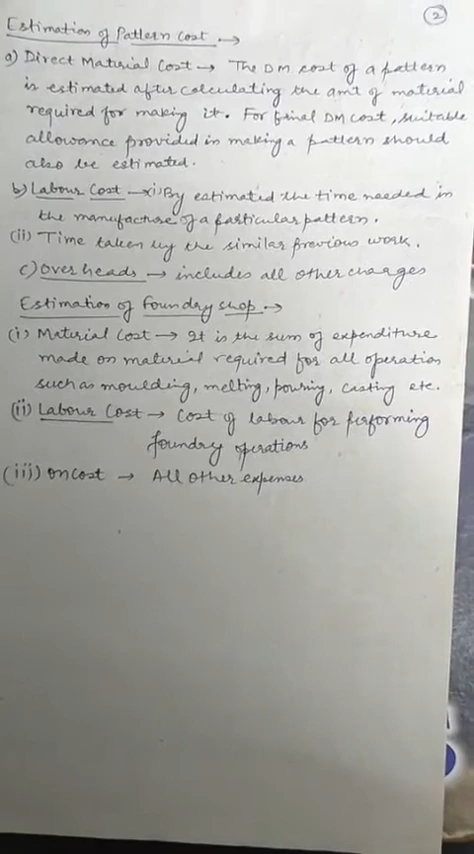 2
Estimation of Pattern Cost →
a) Direct Material Cost → The DM cost of a pattern
is estimated after calculating the amt of material
required for making it. For final DM cost, suitable
allowance provided in making a pattern should
also be estimated.
b) Labour Cost → (i) By estimated the time needed in
the manufacture of a particular pattern.
(ii) Time taken by the similar previous work.
c) Over heads → includes all other charges
Estimation of Foundry shop →
(i) Material Cost → It is the sum of expenditure
made on material required for all operation
such as moulding, melting, pouring, casting etc.
(ii) Labour Cost → Cost of labour for performing
foundry operations
(iii) on cost → All other expenses